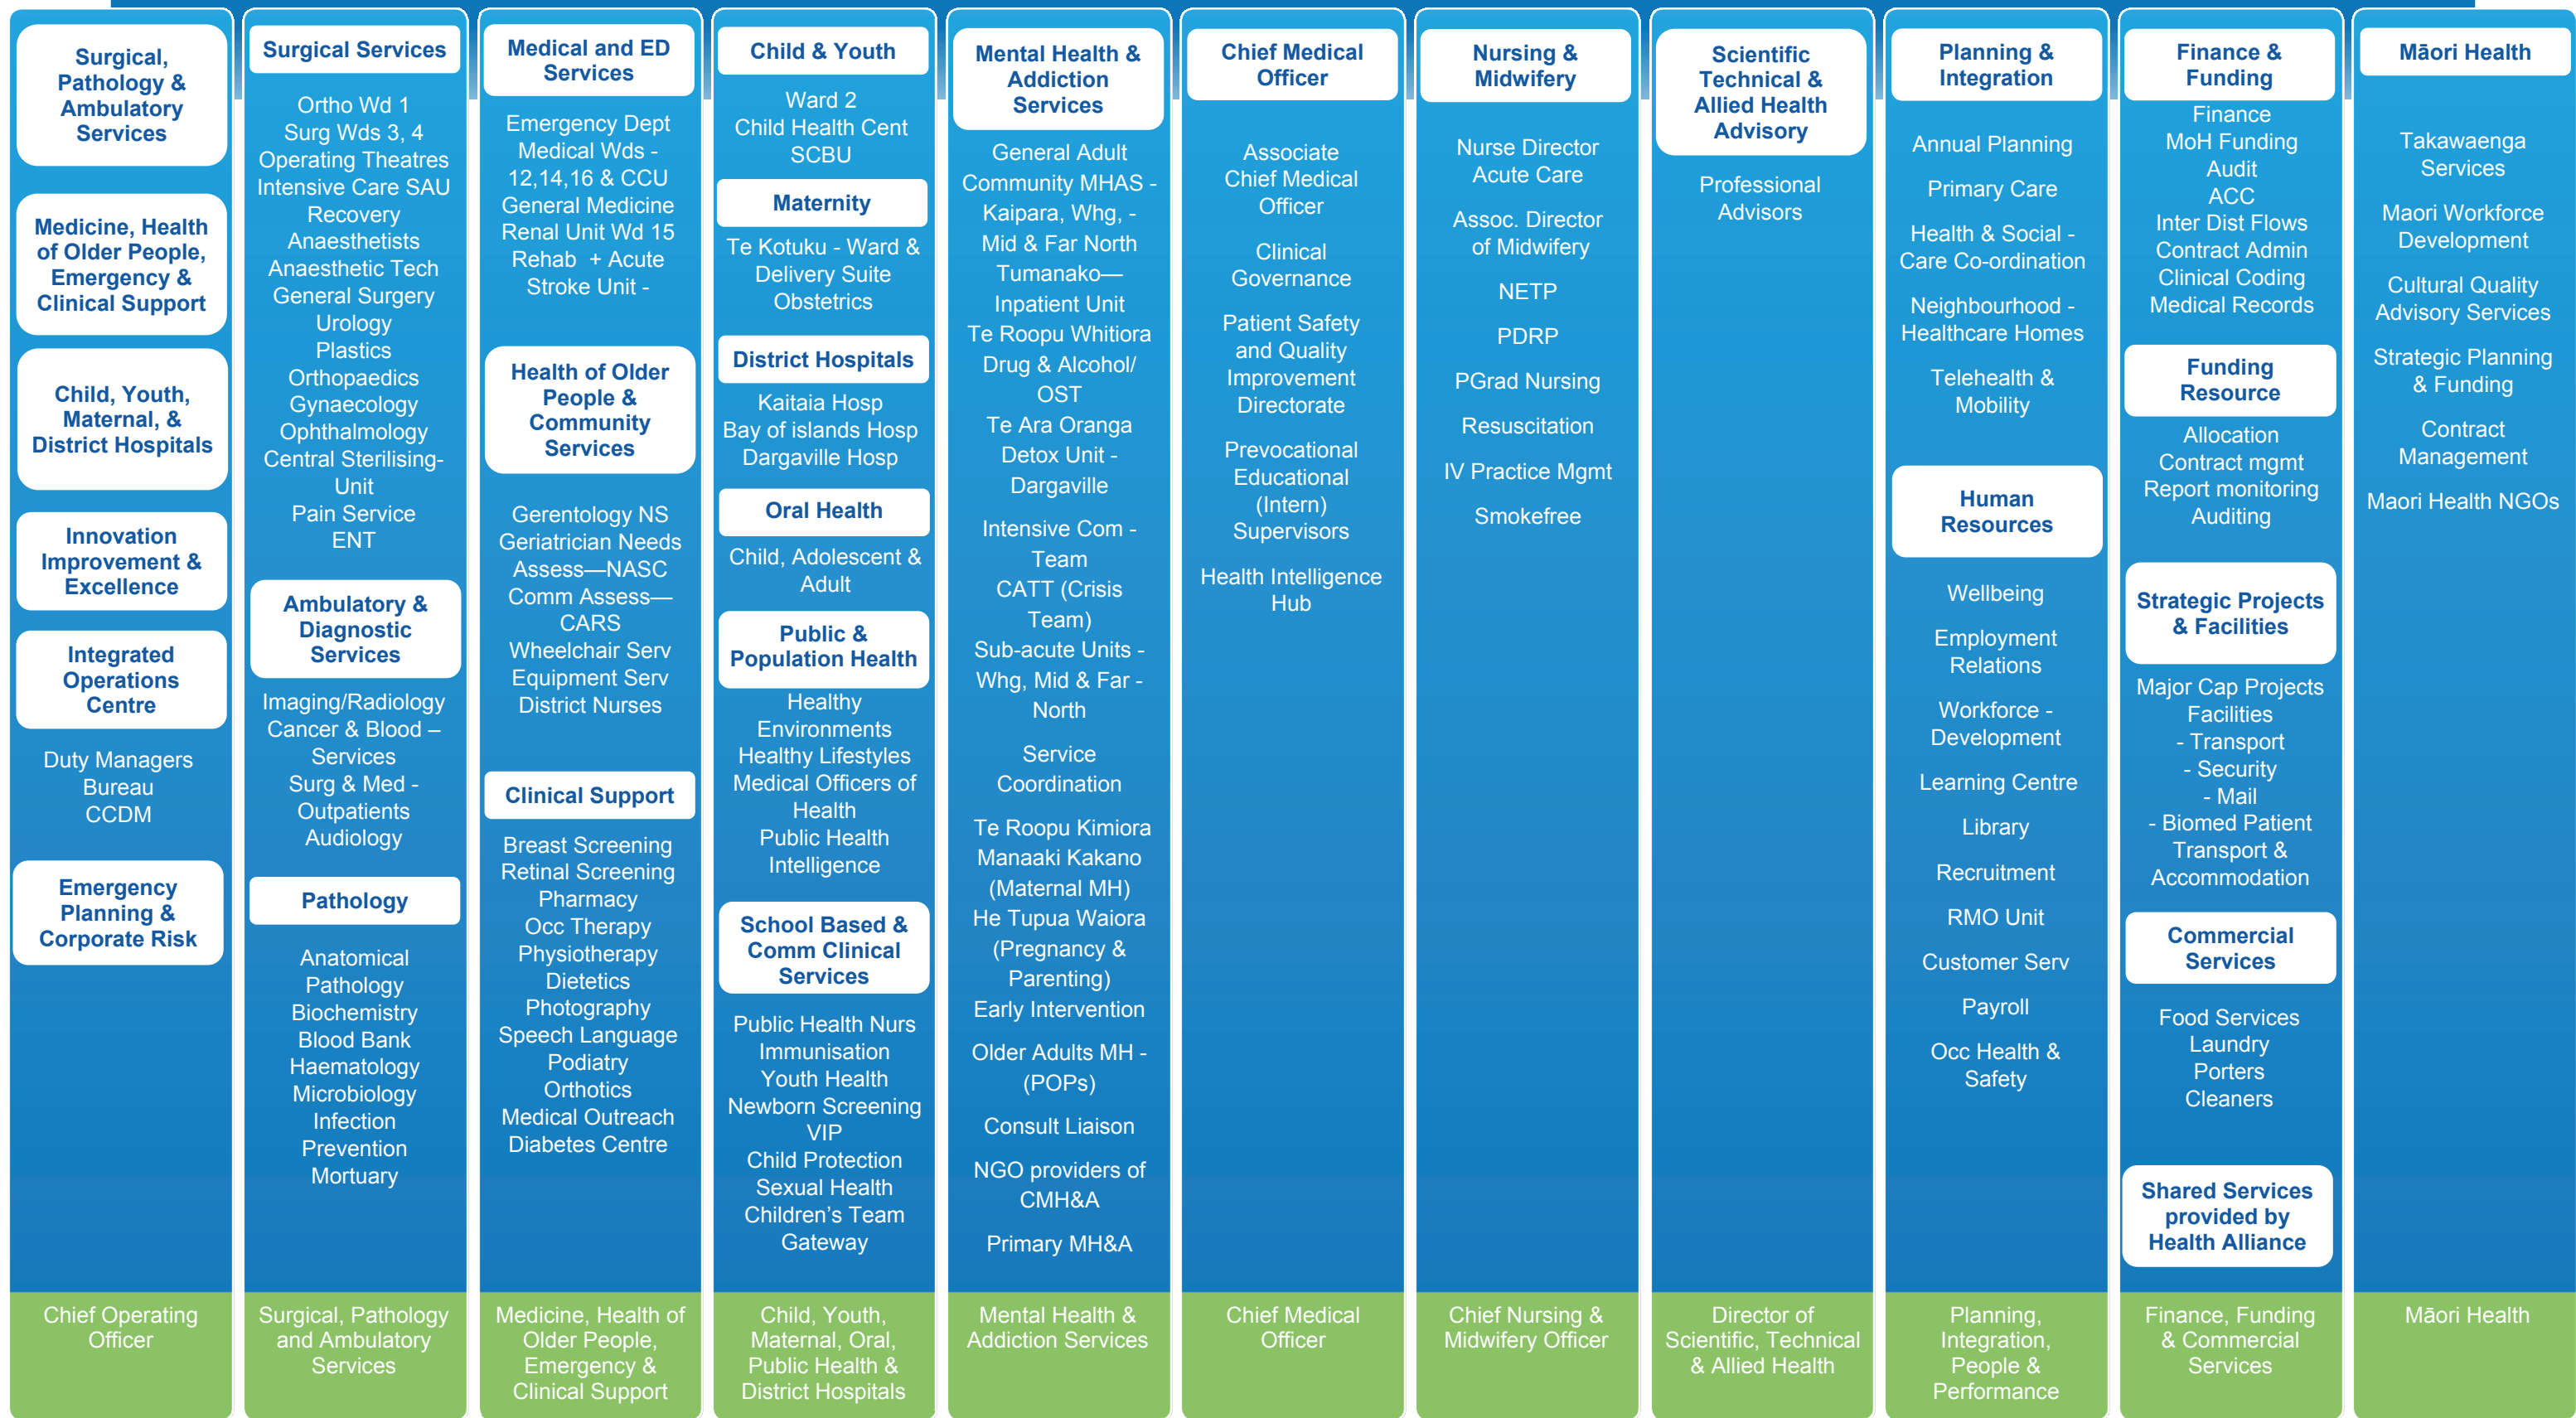 Surgical,
Pathology &
Ambulatory
Services
Medicine, Health
of Older People,
Emergency &
Clinical Support
Child, Youth,
Maternal, &
District Hospitals
Innovation
Improvement &
Excellence
Integrated
Operations
Centre
Duty Managers
Bureau
CCDM
Emergency
Planning &
Corporate Risk
Chief Operating
Officer
Surgical Services
Ortho Wd 1
Surg Wds 3, 4
Operating Theatres
Intensive Care SAU
Recovery
Anaesthetists
Anaesthetic Tech
General Surgery
Urology
Plastics
Orthopaedics
Gynaecology
Ophthalmology
Central Sterilising-
Unit
Pain Service
ENT
Ambulatory &
Diagnostic
Services
Imaging/Radiology
Cancer & Blood –
Services
Surg & Med -
Outpatients
Audiology
Pathology
Anatomical
Pathology
Biochemistry
Blood Bank
Haematology
Microbiology
Infection
Prevention
Mortuary
Surgical, Pathology
and Ambulatory
Services
Medical and ED
Services
Emergency Dept
Medical Wds -
12,14,16 & CCU
General Medicine
Renal Unit Wd 15
Rehab + Acute
Stroke Unit -
Health of Older
People &
Community
Services
Gerentology NS
Geriatrician Needs
Assess—NASC
Comm Assess—
CARS
Wheelchair Serv
Equipment Serv
District Nurses
Clinical Support
Breast Screening
Retinal Screening
Pharmacy
Occ Therapy
Physiotherapy
Dietetics
Photography
Speech Language
Podiatry
Orthotics
Medical Outreach
Diabetes Centre
Medicine, Health of
Older People,
Emergency &
Clinical Support
Child & Youth
Ward 2
Child Health Cent
SCBU
Maternity
Te Kotuku - Ward &
Delivery Suite
Obstetrics
District Hospitals
Kaitaia Hosp
Bay of islands Hosp
Dargaville Hosp
Oral Health
Child, Adolescent &
Adult
Public &
Population Health
Healthy
Environments
Healthy Lifestyles
Medical Officers of
Health
Public Health
Intelligence
School Based &
Comm Clinical
Services
Public Health Nurs
Immunisation
Youth Health
Newborn Screening
VIP
Child Protection
Sexual Health
Children’s Team
Gateway
Child, Youth,
Maternal, Oral,
Public Health &
District Hospitals
Mental Health &
Addiction
Services
General Adult
Community MHAS -
Kaipara, Whg, -
Mid & Far North
Tumanako—
Inpatient Unit
Te Roopu Whitiora
Drug & Alcohol/
OST
Te Ara Oranga
Detox Unit -
Dargaville
Intensive Com -
Team
CATT (Crisis
Team)
Sub-acute Units -
Whg, Mid & Far -
North
Service
Coordination
Te Roopu Kimiora
Manaaki Kakano
(Maternal MH)
He Tupua Waiora
(Pregnancy &
Parenting)
Early Intervention
Older Adults MH -
(POPs)
Consult Liaison
NGO providers of
CMH&A
Primary MH&A
Mental Health &
Addiction Services
Chief Medical
Officer
Associate
Chief Medical
Officer
Clinical
Governance
Patient Safety
and Quality
Improvement
Directorate
Prevocational
Educational
(Intern)
Supervisors
Health Intelligence
Hub
Chief Medical
Officer
Nursing &
Midwifery
Nurse Director
Acute Care
Assoc. Director
of Midwifery
NETP
PDRP
PGrad Nursing
Resuscitation
IV Practice Mgmt
Smokefree
Chief Nursing &
Midwifery Officer
Scientific
Technical &
Allied Health
Advisory
Professional
Advisors
Director of
Scientific, Technical
& Allied Health
Planning &
Integration
Annual Planning
Primary Care
Health & Social -
Care Co-ordination
Neighbourhood -
Healthcare Homes
Telehealth &
Mobility
Human
Resources
Wellbeing
Employment
Relations
Workforce -
Development
Learning Centre
Library
Recruitment
RMO Unit
Customer Serv
Payroll
Occ Health &
Safety
Planning,
Integration,
People &
Performance
Finance &
Funding
Finance
MoH Funding
Audit
ACC
Inter Dist Flows
Contract Admin
Clinical Coding
Medical Records
Funding
Resource
Allocation
Contract mgmt
Report monitoring
Auditing
Strategic Projects
& Facilities
Major Cap Projects
Facilities
- Transport
- Security
- Mail
- Biomed Patient
Transport &
Accommodation
Commercial
Services
Food Services
Laundry
Porters
Cleaners
Shared Services
provided by
Health Alliance
Finance, Funding
& Commercial
Services
Māori Health
Takawaenga
Services
Maori Workforce
Development
Cultural Quality
Advisory Services
Strategic Planning
& Funding
Contract
Management
Maori Health NGOs
Māori Health